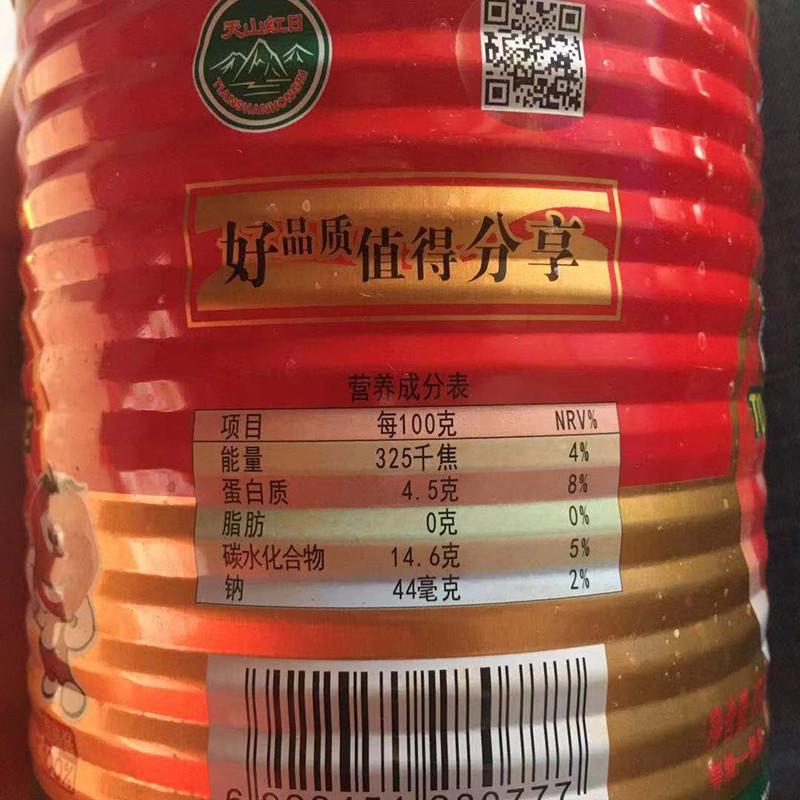 天山红日
TIANSHANHONGRI
好品质值得分享
营养成分表
项目 每100克 NRV%
能量 325千焦 4%
蛋白质 4.5克 8%
脂肪 0克 0%
碳水化合物 14.6克 5%
钠 44毫克 2%